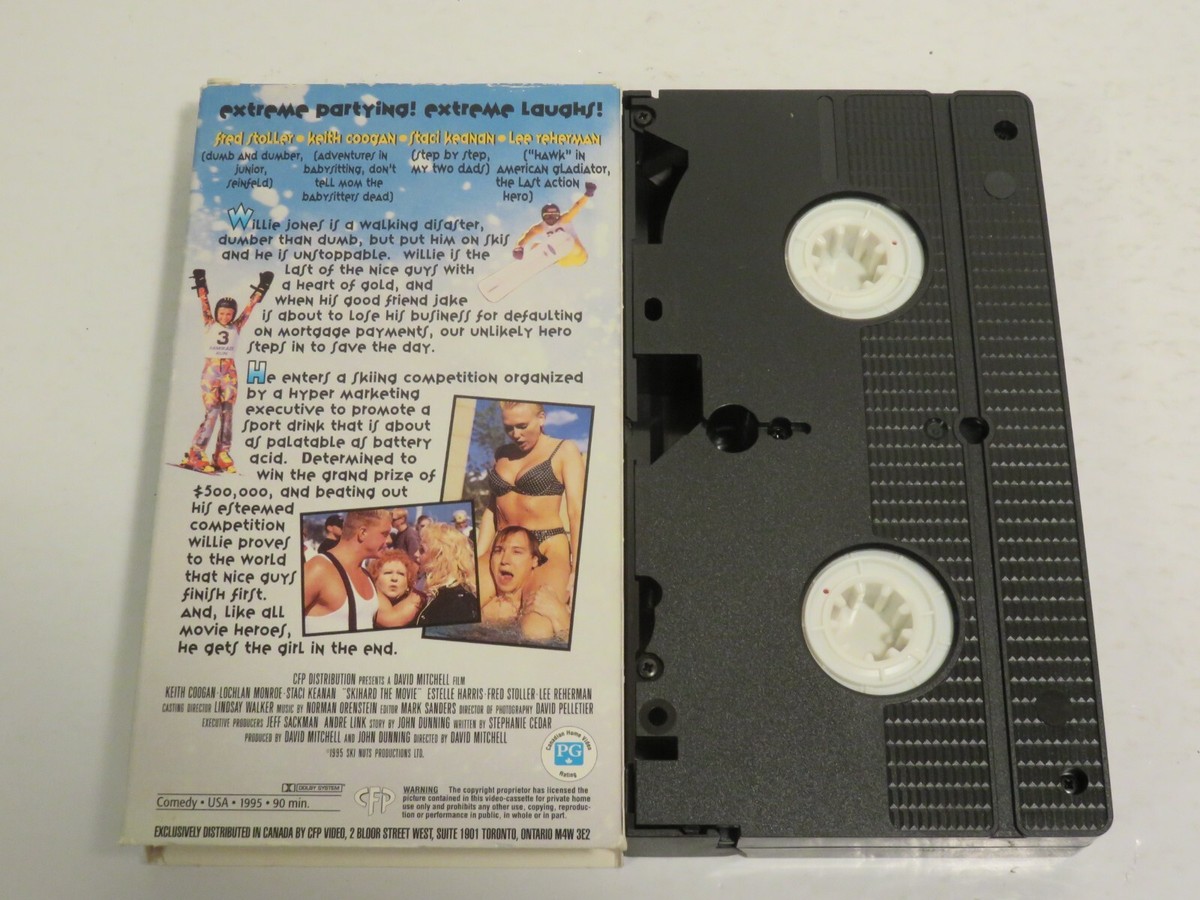 extreme partying! extreme laughs!
fred stoller • keith coogan • staci keanan • lee reherman
(dumb and dumber, junior, seinfeld)
(adventures in babysitting, don't tell mom the babysitters dead)
(step by step, my two dads)
("hawk" in american gladiator, the last action hero)
Willie jones is a walking disaster,
dumber than dumb, but put him on skis
and he is unstoppable. willie is the
last of the nice guys with
a heart of gold, and
when his good friend jake
is about to lose his business for defaulting
on mortgage payments, our unlikely hero
steps in to save the day.
3
He enters a skiing competition organized
by a hyper marketing
executive to promote a
sport drink that is about
as palatable as battery
acid. Determined to
win the grand prize of
$500,000, and beating out
his esteemed
competition
willie proves
to the world
that nice guys
finish first.
And, like all
movie heroes,
he gets the girl in the end.
CFP DISTRIBUTION PRESENTS A DAVID MITCHELL FILM
KEITH COOGAN·LOCHLAN MONROE·STACI KEANAN "SKIHARD THE MOVIE" ESTELLE HARRIS·FRED STOLLER·LEE REHERMAN
CASTING DIRECTOR LINDSAY WALKER MUSIC BY NORMAN ORENSTEIN EDITOR MARK SANDERS DIRECTOR OF PHOTOGRAPHY DAVID PELLETIER
EXECUTIVE PRODUCERS JEFF SACKMAN ANDRE LINK STORY BY JOHN DUNNING WRITTEN BY STEPHANIE CEDAR
PRODUCED BY DAVID MITCHELL AND JOHN DUNNING DIRECTED BY DAVID MITCHELL
©1995 SKI NUTS PRODUCTIONS LTD.
Canadian Home Video
PG
DOLBY SYSTEM
Comedy • USA • 1995 • 90 min.
CFP
WARNING The copyright proprietor has licensed the
picture contained in this video-cassette for private home
use only and prohibits any other use, copying, reproduc-
tion or performance in public, in whole or in part.
EXCLUSIVELY DISTRIBUTED IN CANADA BY CFP VIDEO, 2 BLOOR STREET WEST, SUITE 1901 TORONTO, ONTARIO M4W 3E2